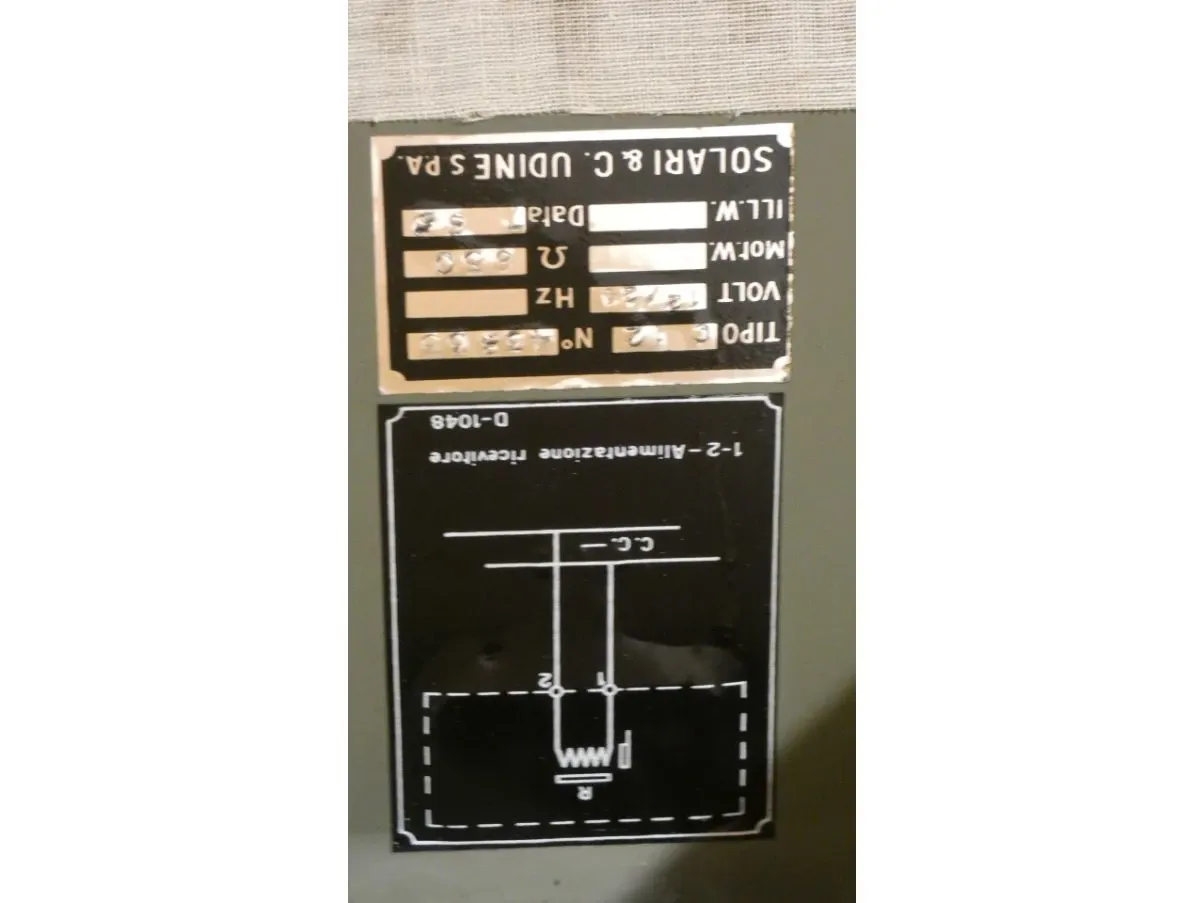 R
1 2
C.C. —
1-2 – Alimentazione ricevitore
D-1048
TIPO N°
VOLT Hz
Mot.W. Ω
ILL.W. Data
SOLARI & C. UDINE S.P.A.